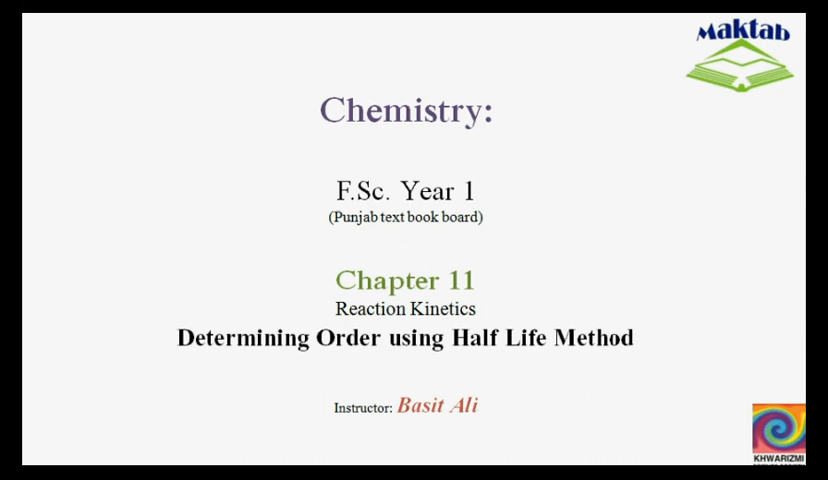 Maktab
Chemistry:
F.Sc. Year 1
(Punjab text book board)
Chapter 11
Reaction Kinetics
Determining Order using Half Life Method
Instructor: Basit Ali
KHWARIZMI